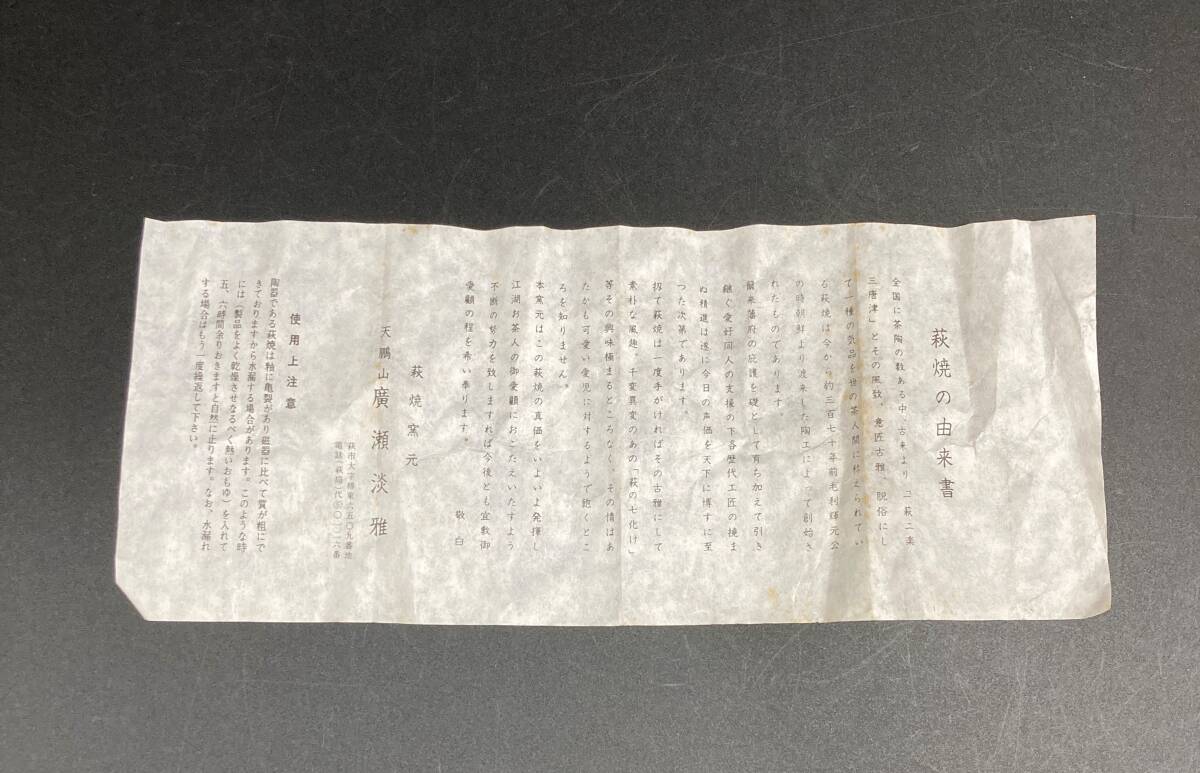 萩焼の由来書
全国に茶陶の数ある中、古来より「一萩二楽
三唐津」とその風致、意匠古雅、脱俗にし
て一種の気品を世の茶人間に称えられてい
る萩焼は今から約三百七十年前毛利輝元公
の時朝鮮より渡来した陶工によって創始さ
れたものであります。
爾来藩府の庇護を礎として育ち加えて引き
継ぐ愛好同人の支援の下各歴代工匠の撓ま
ぬ精進は遂に今日の声価を天下に博すに至
つた次第であります。
扨て萩焼は一度手がければその古雅にして
素朴な風趣、千変異変のあの「萩の七化け」
等その興味極まるところなく、その情はあ
たかも可愛い愛児に対するようで飽くとこ
ろを知りません。
本窯元はこの萩焼の真価をいよいよ発揮し
江湖お茶人の御愛顧におこたえいたすよう
不断の努力を致しますれば今後とも宜敷御
愛顧の程を希い奉ります。
敬白
萩焼窯元
天鵬山 廣瀬淡雅
萩市大字椿東
電話(萩局)代
使用上注意
陶器である萩焼は釉に亀裂があり磁器に比べて質が粗にで
きておりますから水漏する場合があります。このような時
には(製品をよく乾燥させなるべく熱いおもゆ)を入れて
五、六時間余りおきますと自然に止ります。なお、水漏れ
する場合はもう一度繰返して下さい。